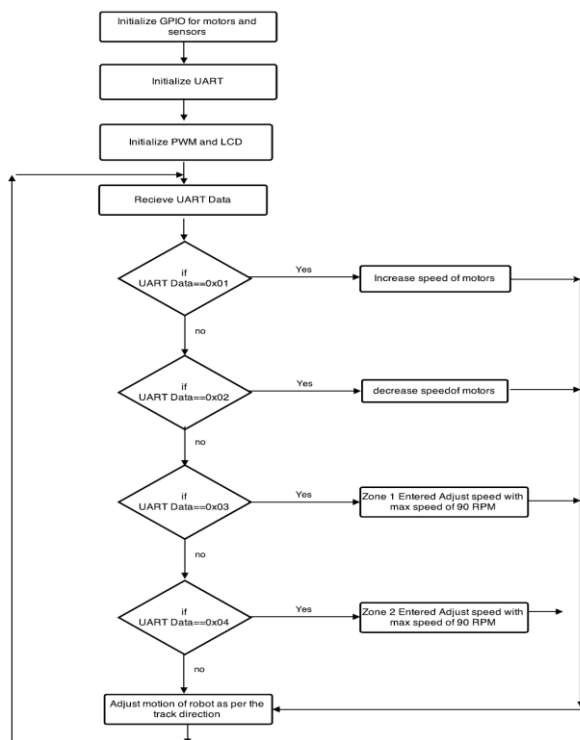 Initialize GPIO for motors and
sensors
Initialize UART
Initialize PWM and LCD
Recieve UART Data
if
UART Data==0x01
Yes
Increase speed of motors
no
if
UART Data==0x02
Yes
decrease speedof motors
no
if
UART Data==0x03
Yes
Zone 1 Entered Adjust speed with
max speed of 90 RPM
no
if
UART Data==0x04
Yes
Zone 2 Entered Adjust speed with
max speed of 90 RPM
no
Adjust motion of robot as per the
track direction